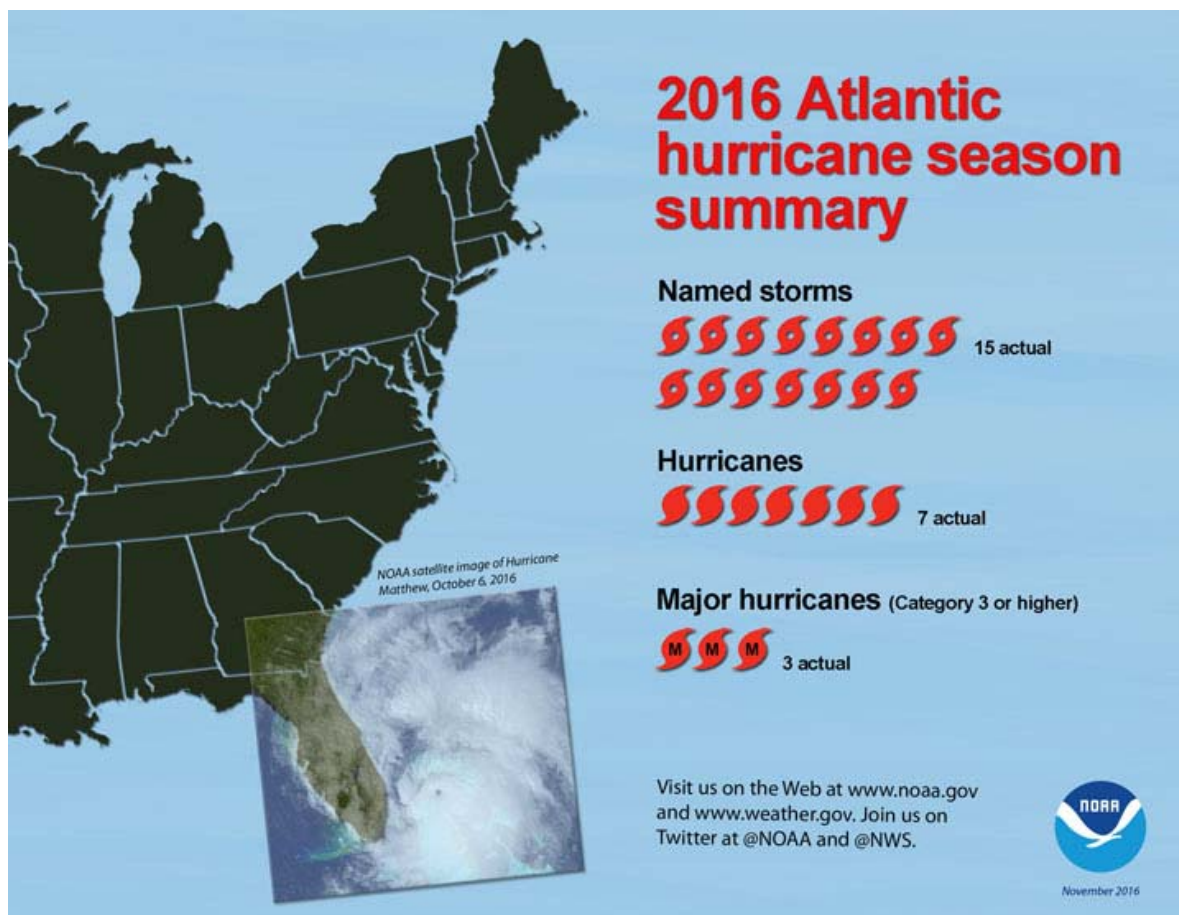 2016 Atlantic
hurricane season
summary
Named storms
15 actual
Hurricanes
7 actual
Major hurricanes (Category 3 or higher)
M M M
3 actual
NOAA satellite image of Hurricane
Matthew, October 6, 2016
Visit us on the Web at www.noaa.gov
and www.weather.gov. Join us on
Twitter at @NOAA and @NWS.
NOAA
November 2016